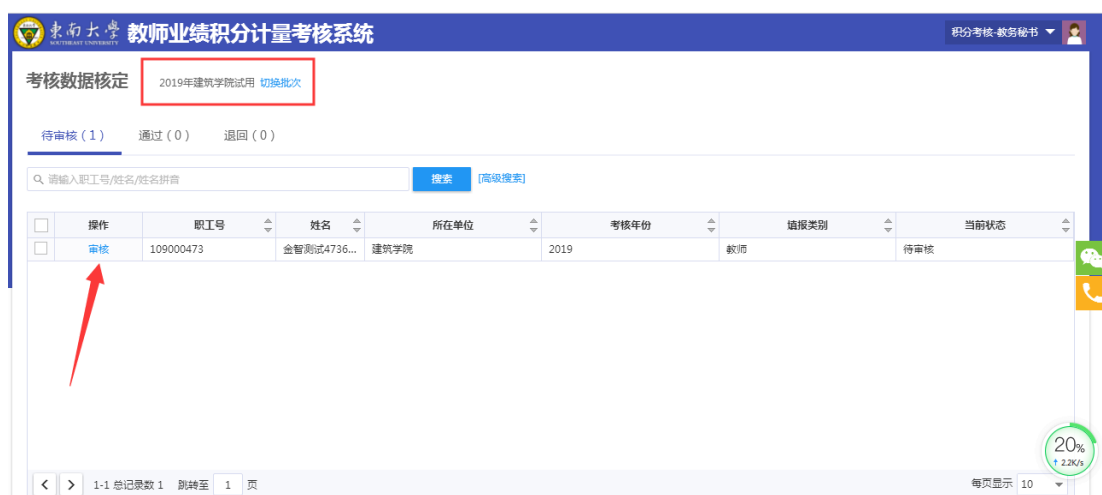 東南大學 教师业绩积分计量考核系统 积分考核-教务秘书
SOUTHEAST UNIVERSITY
考核数据核定 2019年建筑学院试用 切换批次
待审核 ( 1 ) 通过 ( 0 ) 退回 ( 0 )
请输入职工号/姓名/姓名拼音 搜索 [高级搜索]
操作 职工号 姓名 所在单位 考核年份 填报类别 当前状态
审核 109000473 金智测试4736... 建筑学院 2019 教师 待审核
20%
↑ 2.2K/s
1-1 总记录数 1 跳转至 1 页 每页显示 10